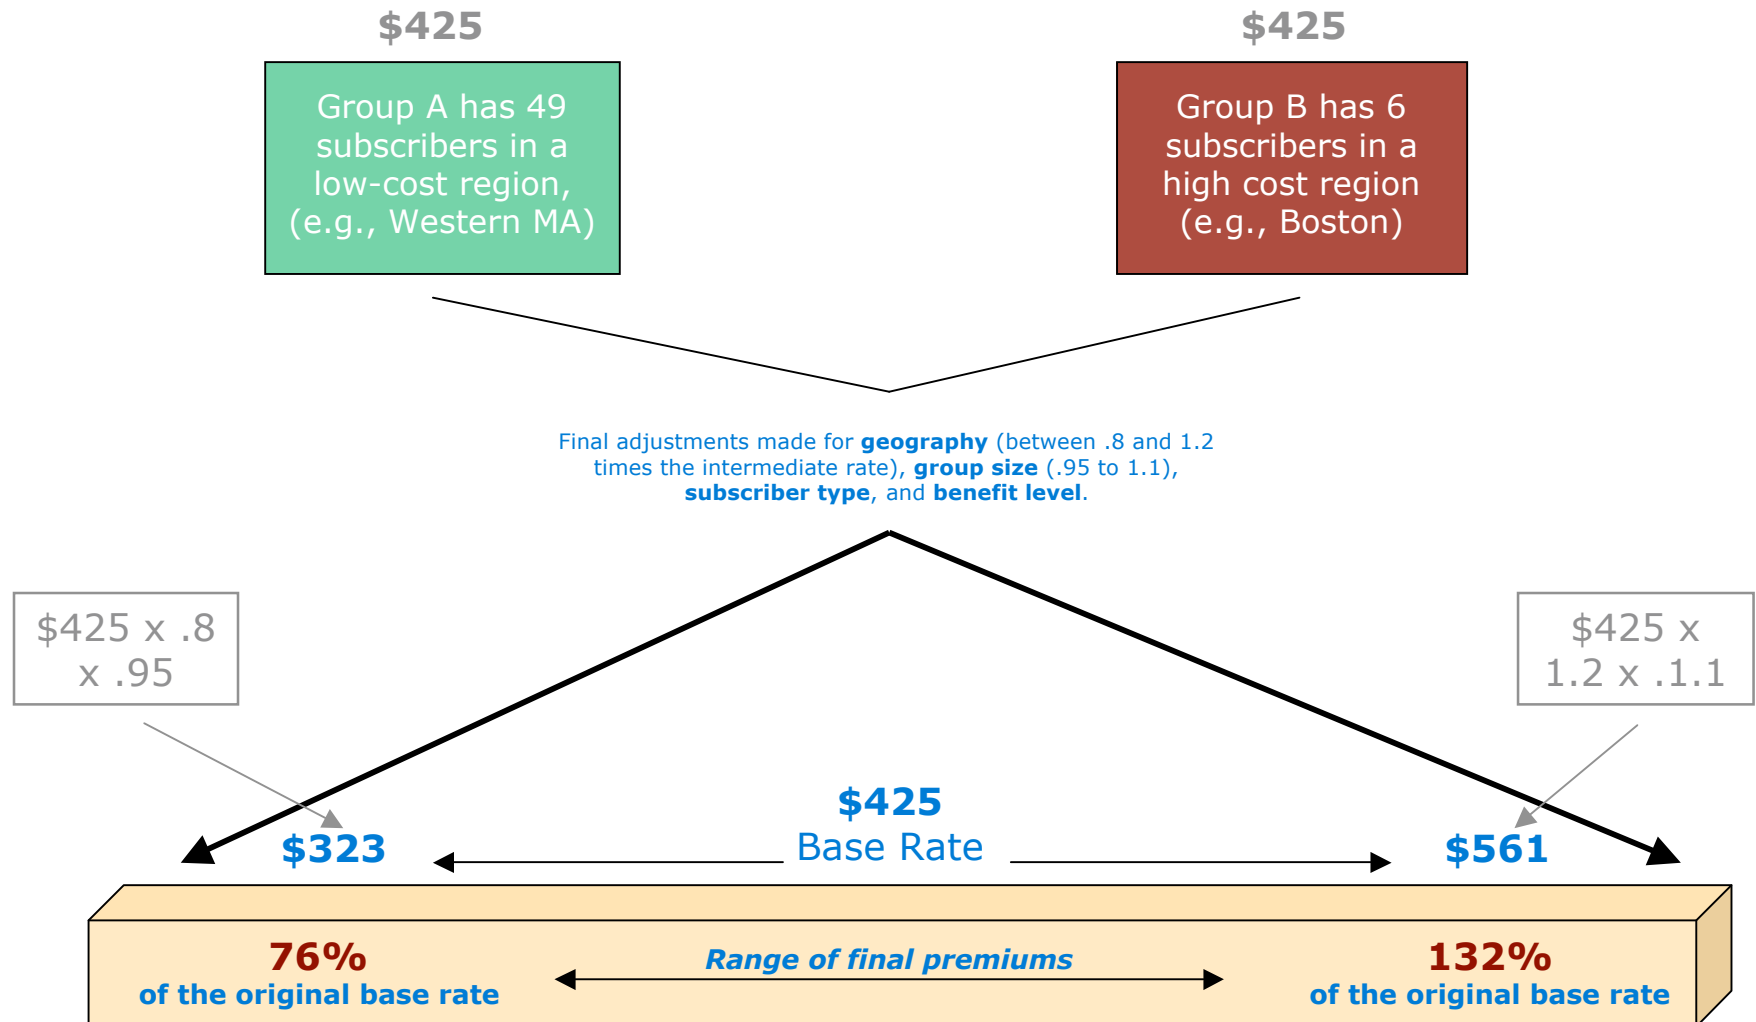 $425
$425
Group A has 49
subscribers in a
low-cost region,
(e.g., Western MA)
Group B has 6
subscribers in a
high cost region
(e.g., Boston)
Final adjustments made for geography (between .8 and 1.2
times the intermediate rate), group size (.95 to 1.1),
subscriber type, and benefit level.
$425 x .8
x .95
$425 x
1.2 x .1.1
$425
Base Rate
$323
$561
76%
of the original base rate
Range of final premiums
132%
of the original base rate